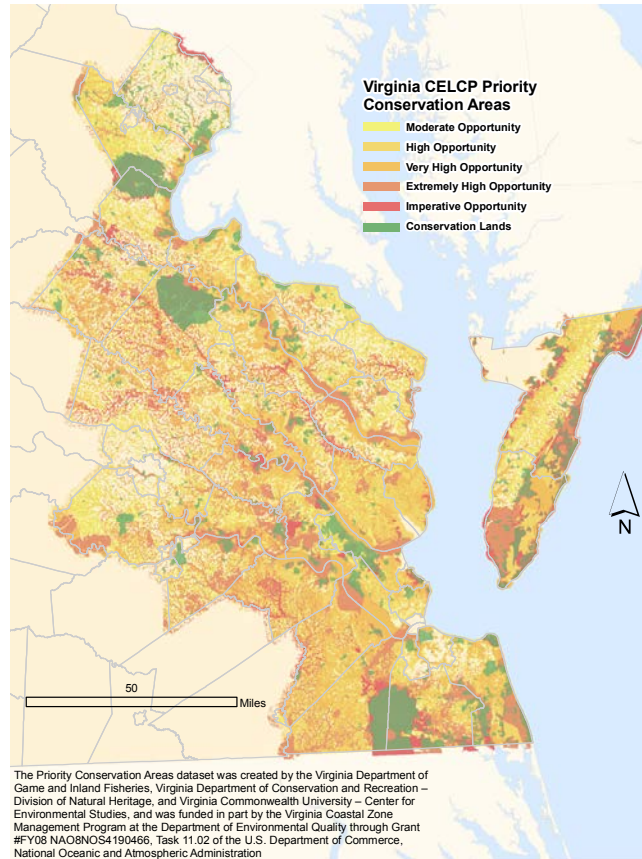 Virginia CELCP Priority
Conservation Areas
Moderate Opportunity
High Opportunity
Very High Opportunity
Extremely High Opportunity
Imperative Opportunity
Conservation Lands
N
50
Miles
The Priority Conservation Areas dataset was created by the Virginia Department of
Game and Inland Fisheries, Virginia Department of Conservation and Recreation –
Division of Natural Heritage, and Virginia Commonwealth University – Center for
Environmental Studies, and was funded in part by the Virginia Coastal Zone
Management Program at the Department of Environmental Quality through Grant
#FY08 NAO8NOS4190466, Task 11.02 of the U.S. Department of Commerce,
National Oceanic and Atmospheric Administration